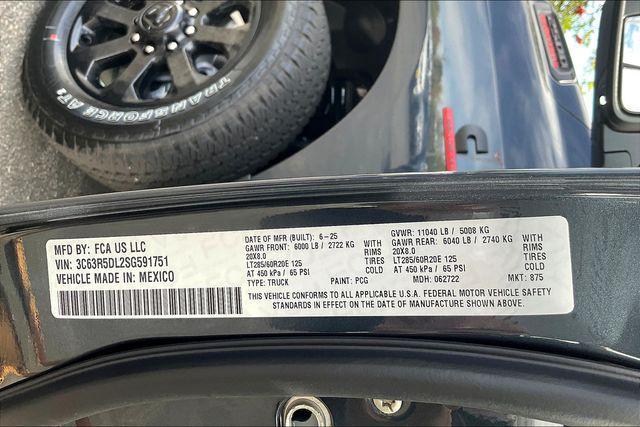 TRANSFORCE AT2
MFD BY: FCA US LLC
VIN: 3C63R5DL2SG591751
VEHICLE MADE IN: MEXICO
DATE OF MFR (BUILT): 6-25
GAWR FRONT: 6000 LB / 2722 KG WITH
20X8.0 RIMS
LT285/60R20E 125 TIRES
AT 450 kPa / 65 PSI COLD
TYPE: TRUCK PAINT: PCG
GVWR: 11040 LB / 5008 KG
GAWR REAR: 6040 LB / 2740 KG WITH
20X8.0 RIMS
LT285/60R20E 125 TIRES
AT 450 kPa / 65 PSI COLD
MDH: 062722 MKT: 875
THIS VEHICLE CONFORMS TO ALL APPLICABLE U.S.A. FEDERAL MOTOR VEHICLE SAFETY
STANDARDS IN EFFECT ON THE DATE OF MANUFACTURE SHOWN ABOVE.